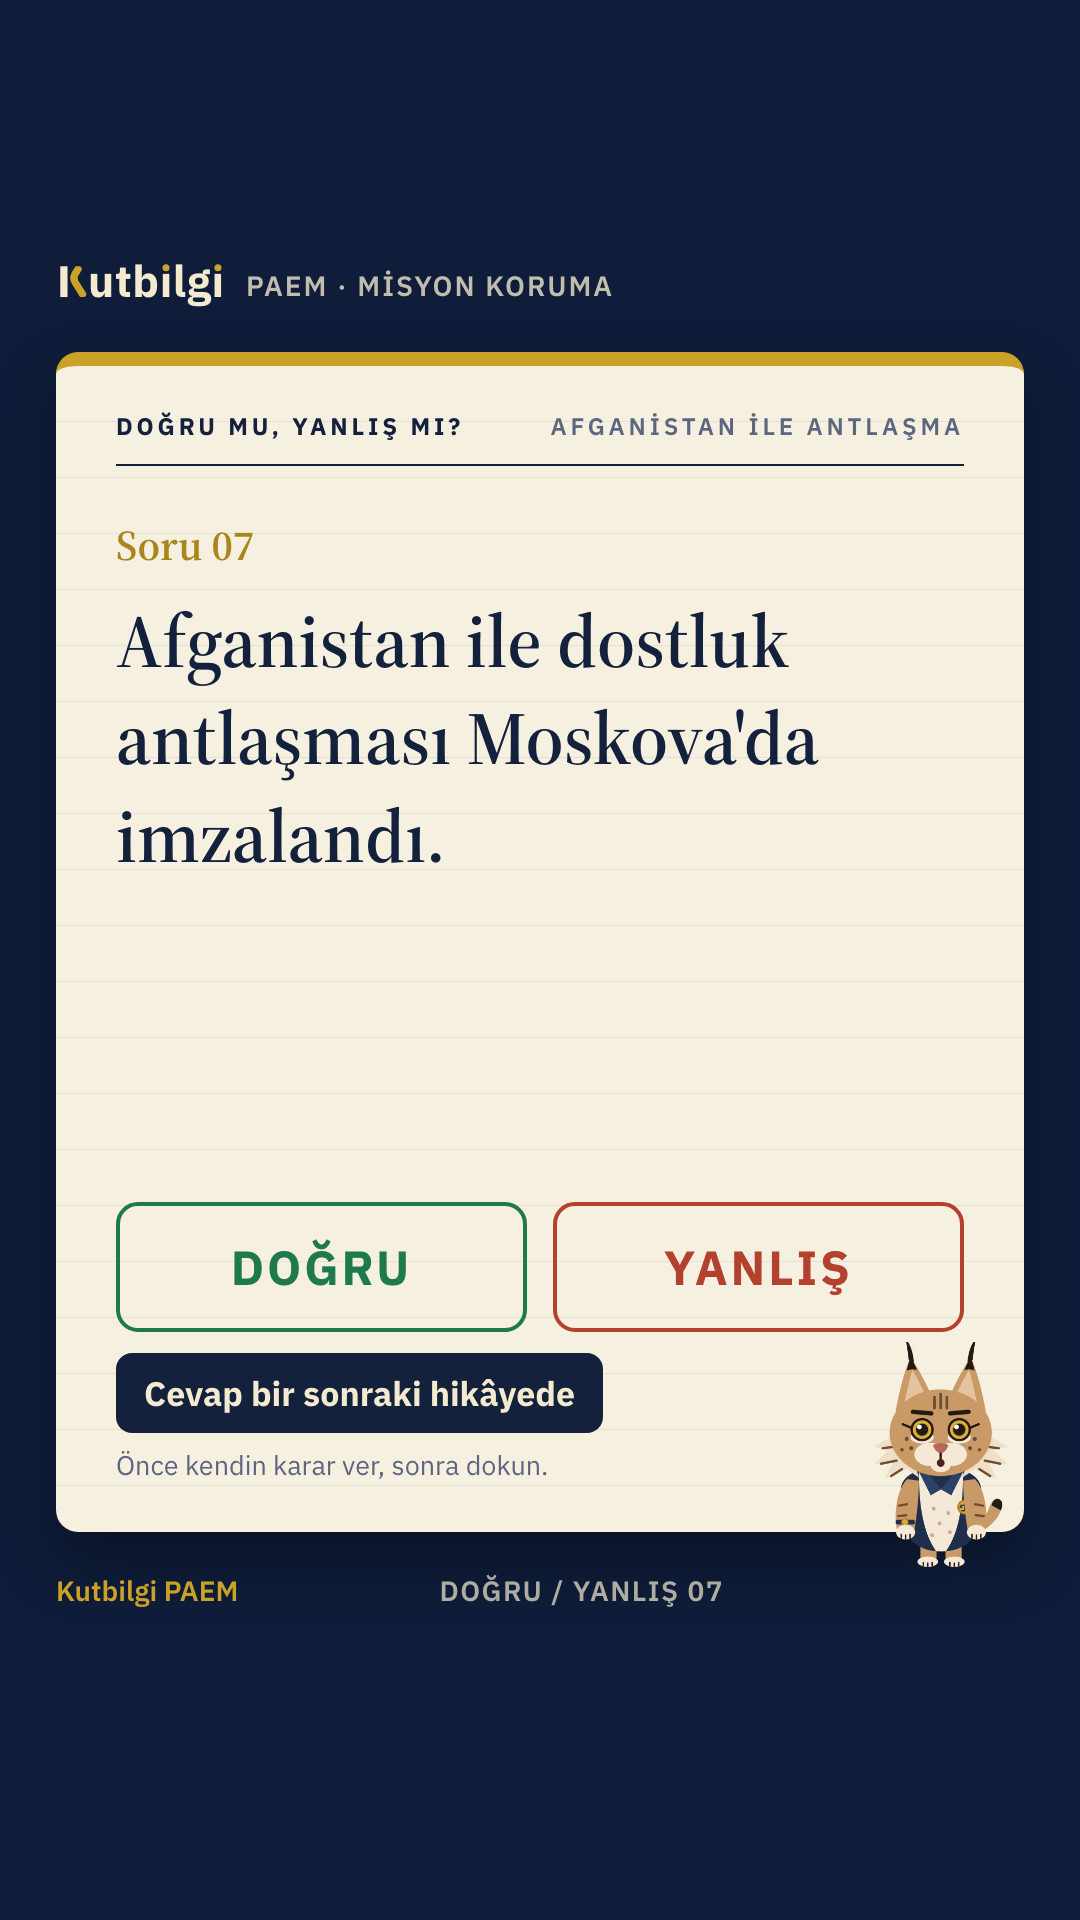 Kutbilgi PAEM · MİSYON KORUMA
DOĞRU MU, YANLIŞ MI? AFGANİSTAN İLE ANTLAŞMA
Soru 07
Afganistan ile dostluk
antlaşması Moskova'da
imzalandı.
DOĞRU YANLIŞ
Cevap bir sonraki hikâyede
Önce kendin karar ver, sonra dokun.
Kutbilgi PAEM DOĞRU / YANLIŞ 07